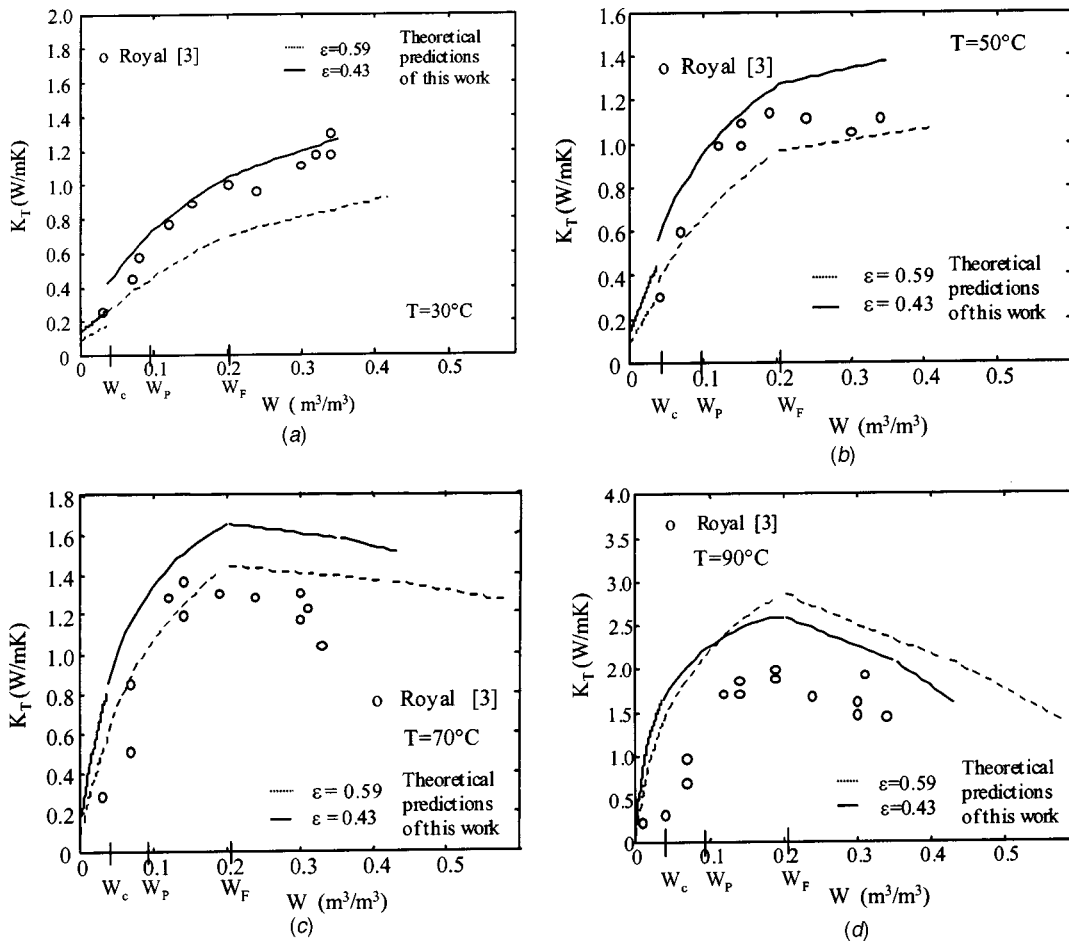 2.0
1.8
1.6
1.4
1.2
1.0
0.8
0.6
0.4
0.2
0
K_T (W/mK)
o Royal [3]
ε=0.59
ε=0.43
Theoretical
predictions
of this work
T=30°C
0.1 0.2 0.3 0.4 0.5
W_c W_P W_F
W ( m³/m³)
(a)
1.6
1.4
1.2
1.0
0.8
0.6
0.4
0.2
0
K_T (W/mK)
o Royal [3]
T=50°C
ε = 0.59
ε = 0.43
Theoretical
predictions
of this work
0 0.1 0.2 0.3 0.4 0.5
W_c W_P W_F
W (m³/m³)
(b)
1.8
1.6
1.4
1.2
1.0
0.8
0.6
0.4
0.2
0
K_T (W/mK)
o Royal [3]
T=70°C
ε = 0.59
ε = 0.43
Theoretical
predictions
of this work
0 0.1 0.2 0.3 0.4 0.5
W_c W_P W_F
W (m³/m³)
(c)
4.0
3.5
3.0
2.5
2.0
1.5
1.0
0.5
0
K_T (W/mK)
o Royal [3]
T=90°C
ε=0.59
ε=0.43
Theoretical
predictions
of this work
0 0.1 0.2 0.3 0.4 0.5
W_c W_P W_F
W (m³/m³)
(d)